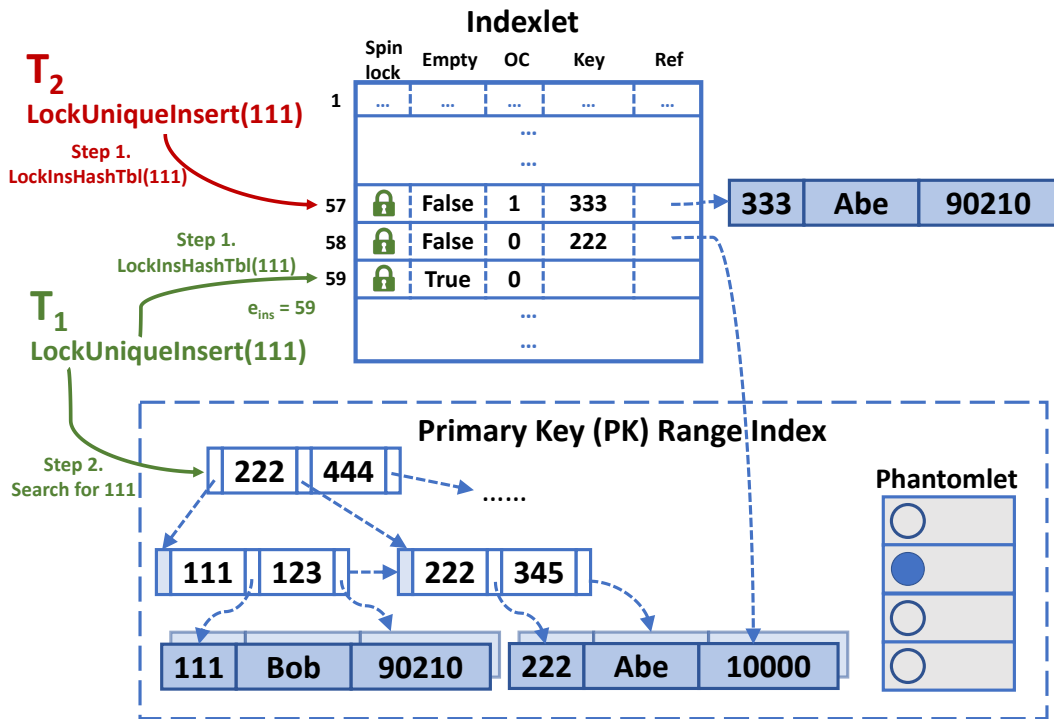 Indexlet
Spin lock Empty OC Key Ref
T2
LockUniqueInsert(111)
Step 1.
LockInsHashTbl(111)
1 ... ... ... ... ...
...
...
57 False 1 333
58 False 0 222
59 True 0
...
...
333 Abe 90210
Step 1.
LockInsHashTbl(111)
eins = 59
T1
LockUniqueInsert(111)
Step 2.
Search for 111
Primary Key (PK) Range Index
222 444
......
Phantomlet
111 123
222 345
111 Bob 90210
222 Abe 10000